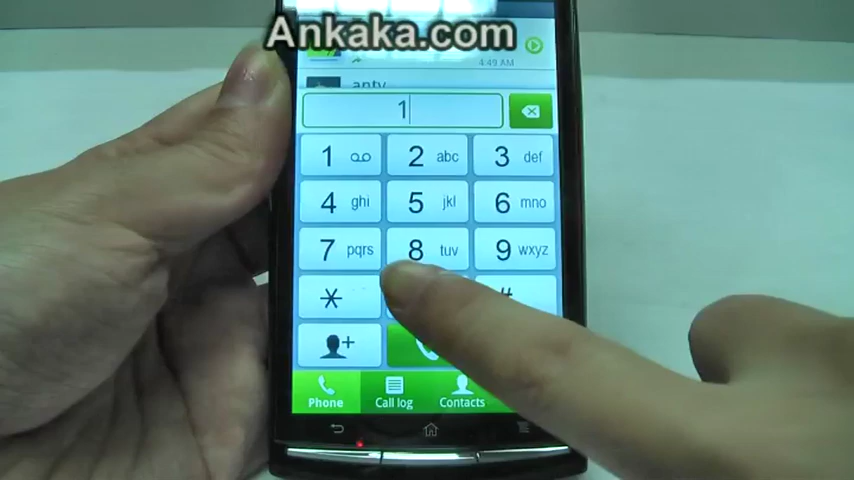 Ankaka.com
4:49 AM
anty
1
1
2 abc
3 def
4 ghi
5 jkl
6 mno
7 pqrs
8 tuv
9 wxyz
*
#
+
Phone
Call log
Contacts